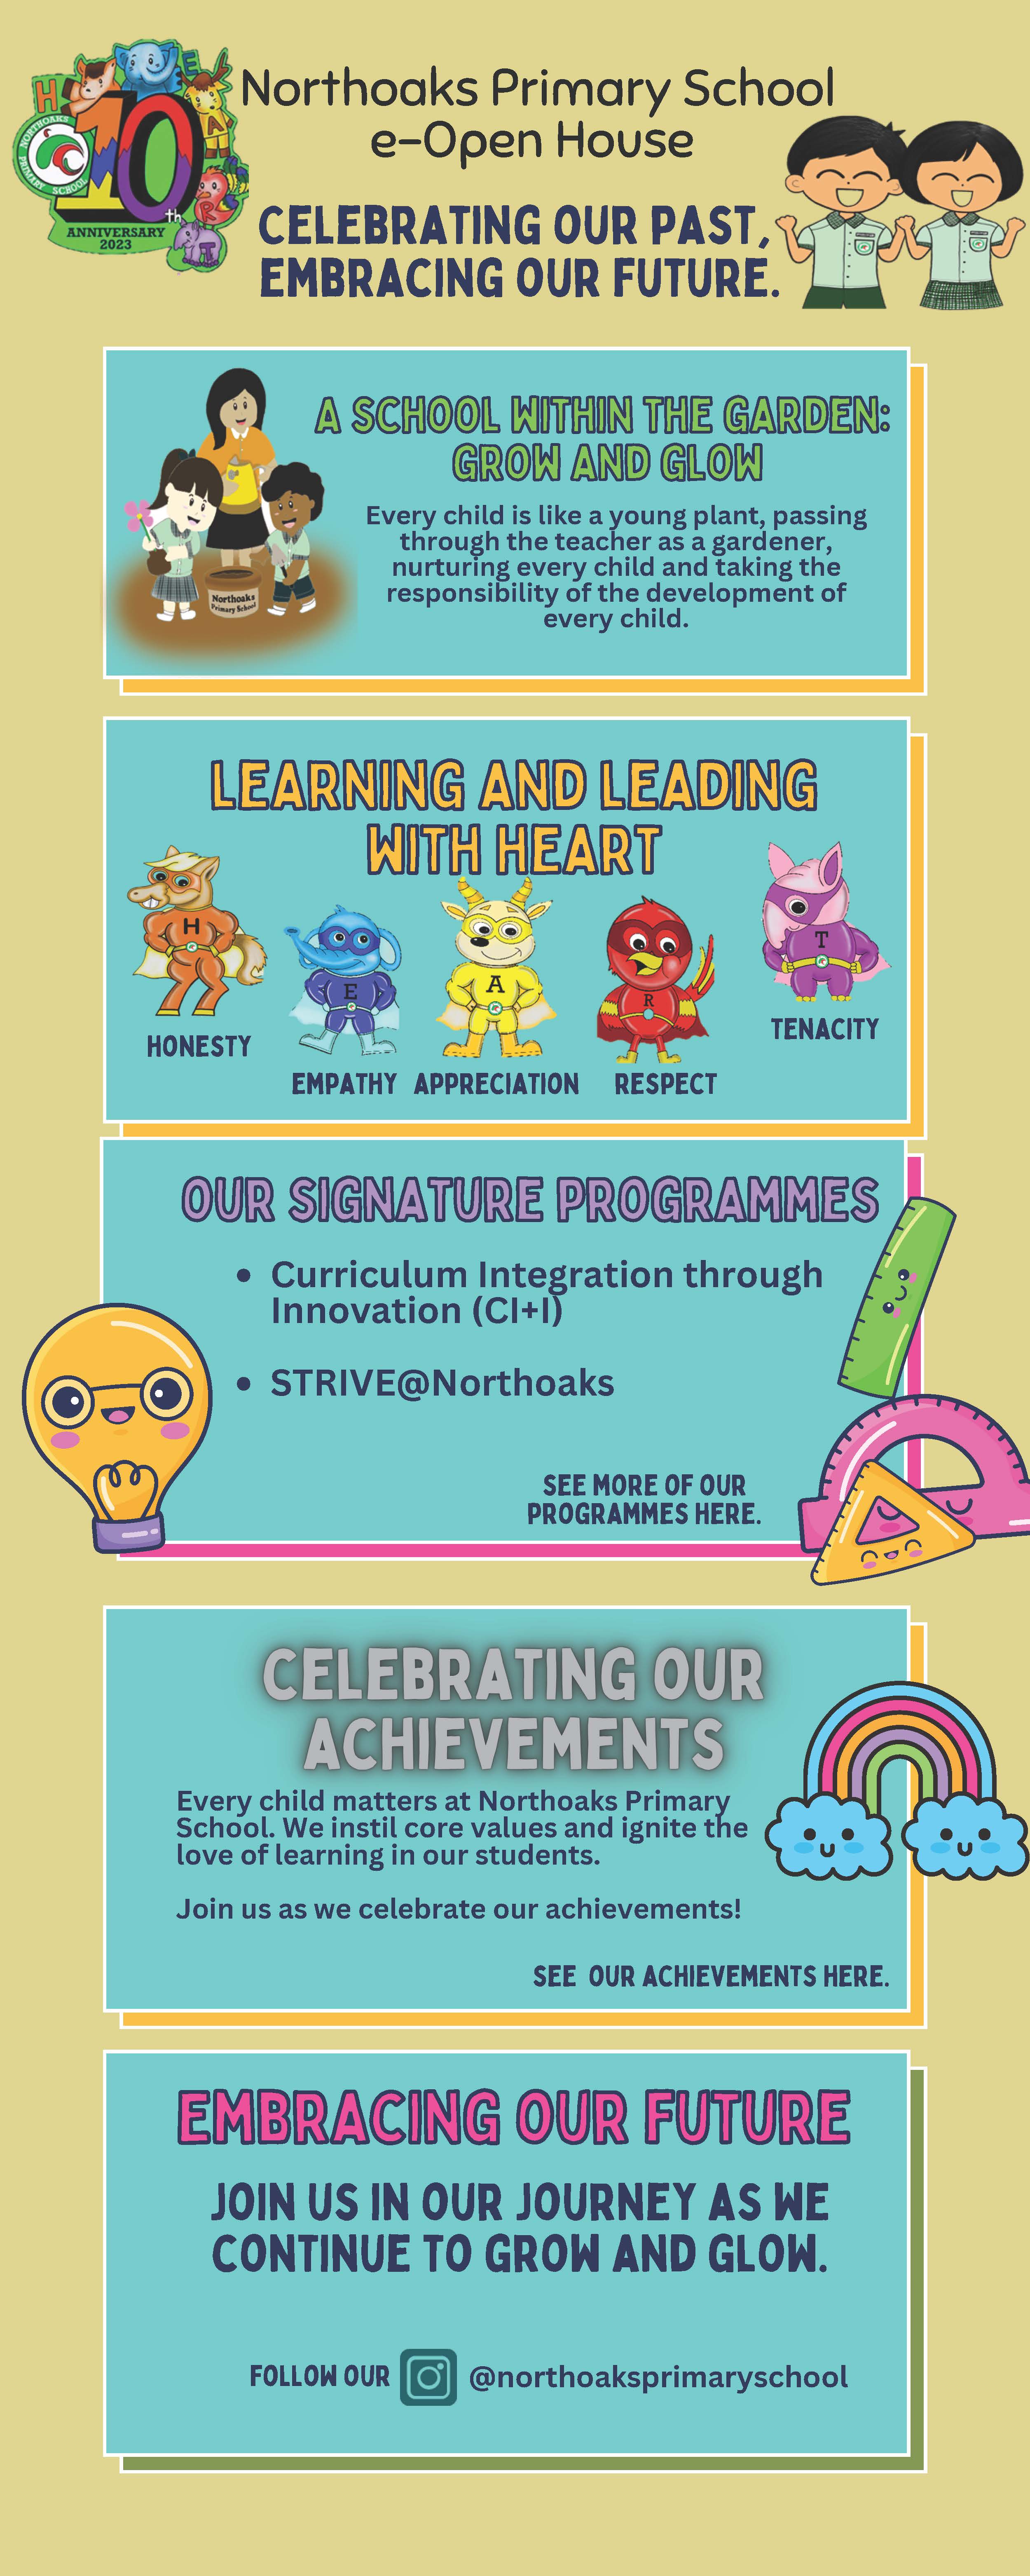 H
E
A
R
T
NORTHOAKS
PRIMARY SCHOOL
10
th
ANNIVERSARY
2023
Northoaks Primary School
e-Open House
CELEBRATING OUR PAST,
EMBRACING OUR FUTURE.
A SCHOOL WITHIN THE GARDEN:
GROW AND GLOW
Every child is like a young plant, passing
through the teacher as a gardener,
nurturing every child and taking the
responsibility of the development of
every child.
Northoaks
Primary School
LEARNING AND LEADING
WITH HEART
H
E
A
R
T
HONESTY
EMPATHY
APPRECIATION
RESPECT
TENACITY
OUR SIGNATURE PROGRAMMES
• Curriculum Integration through
Innovation (CI+I)
• STRIVE@Northoaks
SEE MORE OF OUR
PROGRAMMES HERE.
CELEBRATING OUR
ACHIEVEMENTS
Every child matters at Northoaks Primary
School. We instil core values and ignite the
love of learning in our students.
Join us as we celebrate our achievements!
SEE OUR ACHIEVEMENTS HERE.
EMBRACING OUR FUTURE
JOIN US IN OUR JOURNEY AS WE
CONTINUE TO GROW AND GLOW.
FOLLOW OUR @northoaksprimaryschool